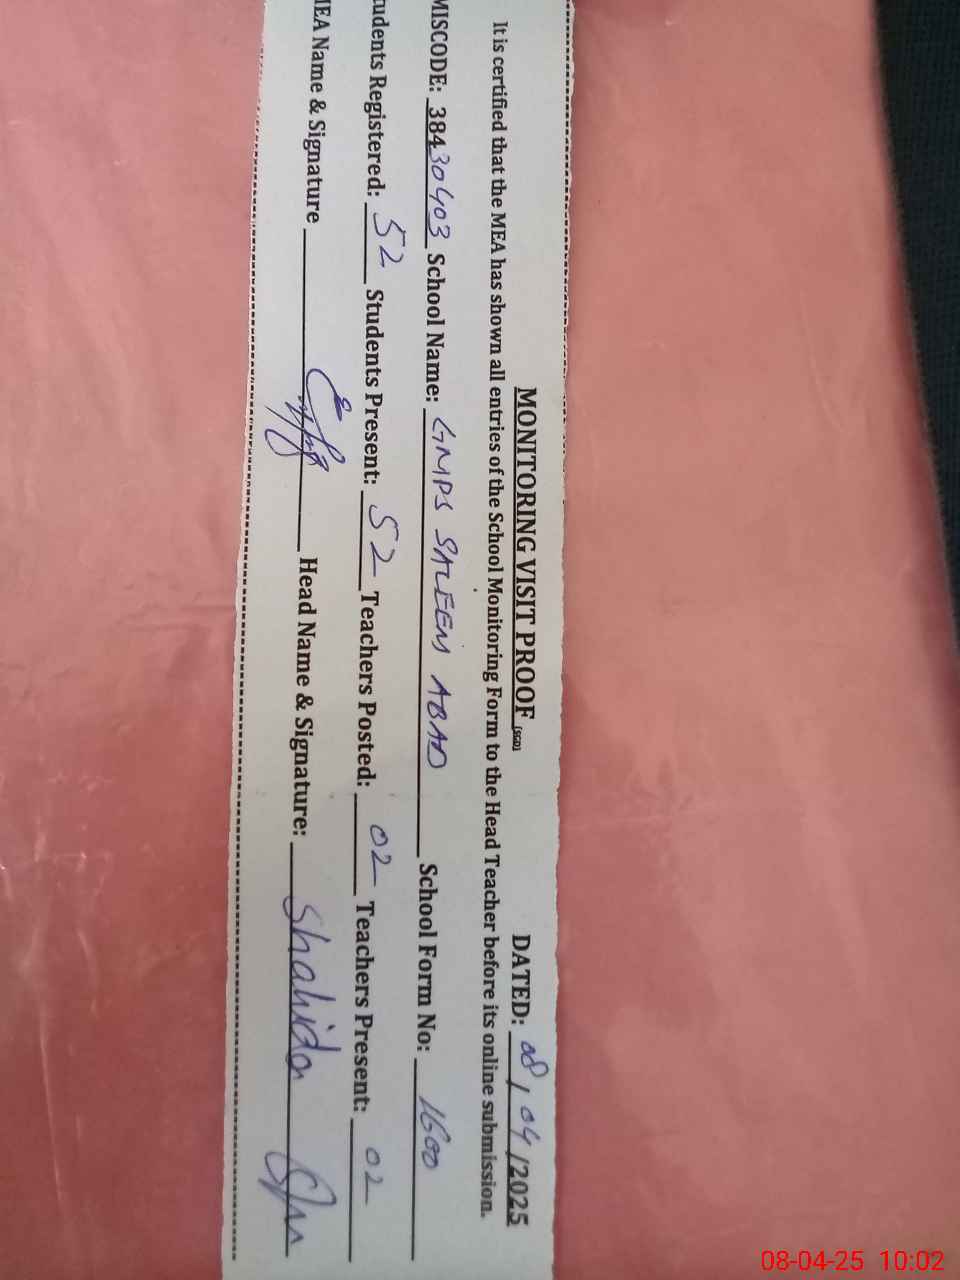 MONITORING VISIT PROOF (SGD) DATED: 08/04/2025
It is certified that the MEA has shown all entries of the School Monitoring Form to the Head Teacher before its online submission.
MISCODE: 38430403 School Name: GMPS SALEEM ABAD School Form No: 1600
tudents Registered: 52 Students Present: 52 Teachers Posted: 02 Teachers Present: 02
MEA Name & Signature Head Name & Signature: Shahida
08-04-25 10:02